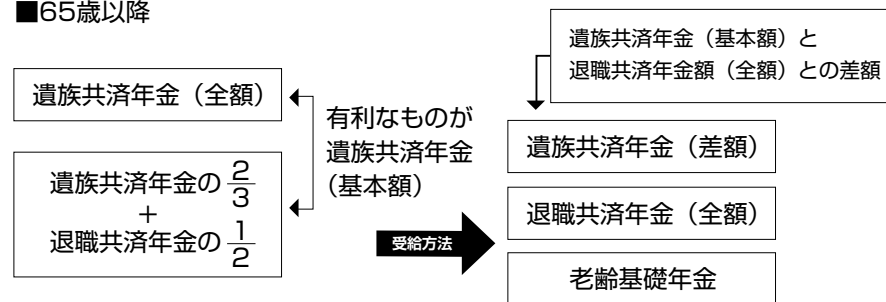 ■65歳以降
遺族共済年金（全額）
遺族共済年金の2/3
+
退職共済年金の1/2
有利なものが
遺族共済年金
（基本額）
受給方法
遺族共済年金（基本額）と
退職共済年金額（全額）との差額
遺族共済年金（差額）
退職共済年金（全額）
老齢基礎年金